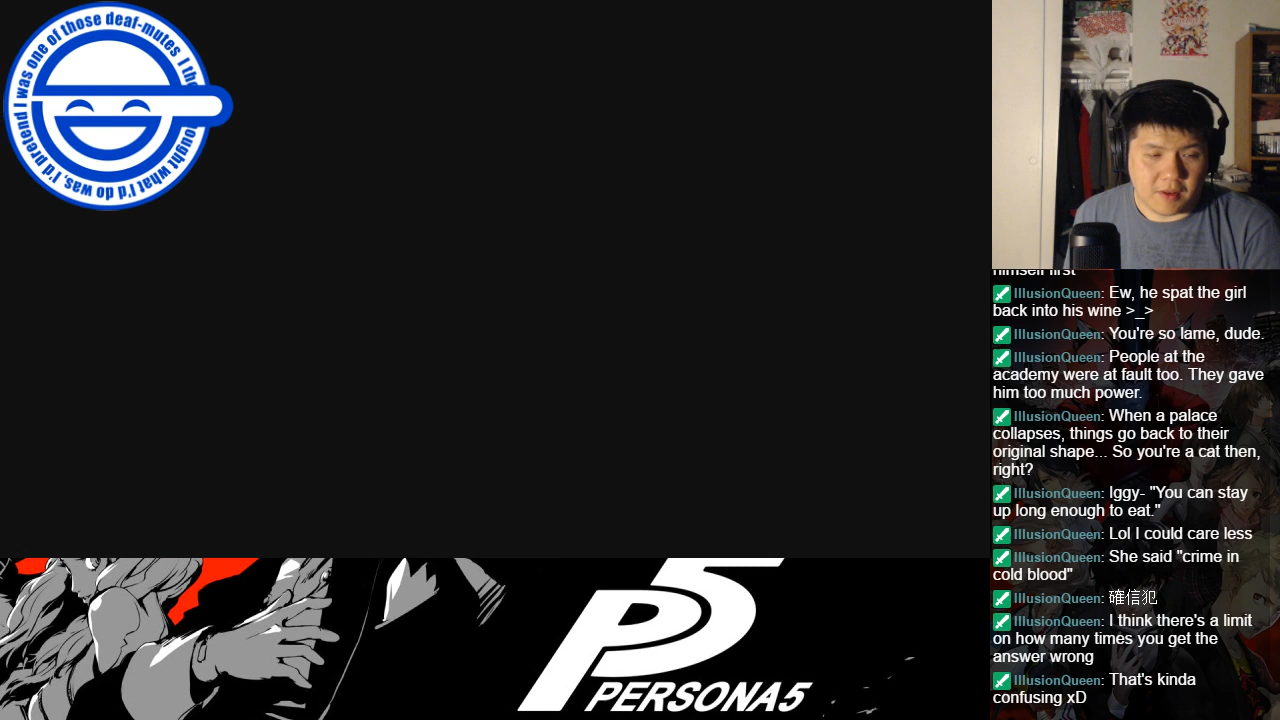 I thought what I'd do was, I'd pretend I was one of those deaf-mutes
himself first
IllusionQueen: Ew, he spat the girl
back into his wine >_>
IllusionQueen: You're so lame, dude.
IllusionQueen: People at the
academy were at fault too. They gave
him too much power.
IllusionQueen: When a palace
collapses, things go back to their
original shape... So you're a cat then,
right?
IllusionQueen: Iggy- "You can stay
up long enough to eat."
IllusionQueen: Lol I could care less
IllusionQueen: She said "crime in
cold blood"
IllusionQueen: 確信犯
IllusionQueen: I think there's a limit
on how many times you get the
answer wrong
IllusionQueen: That's kinda
confusing xD
P5
PERSONA5